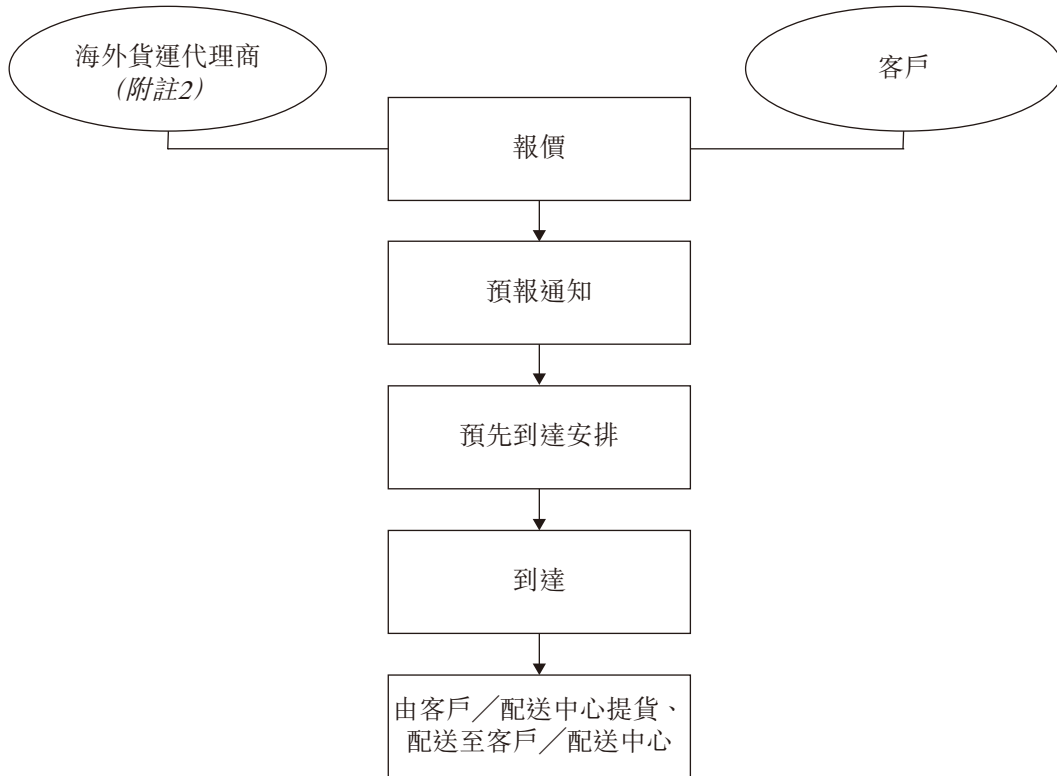 海外貨運代理商
(附註2)
客戶
報價
預報通知
預先到達安排
到達
由客戶／配送中心提貨、
配送至客戶／配送中心